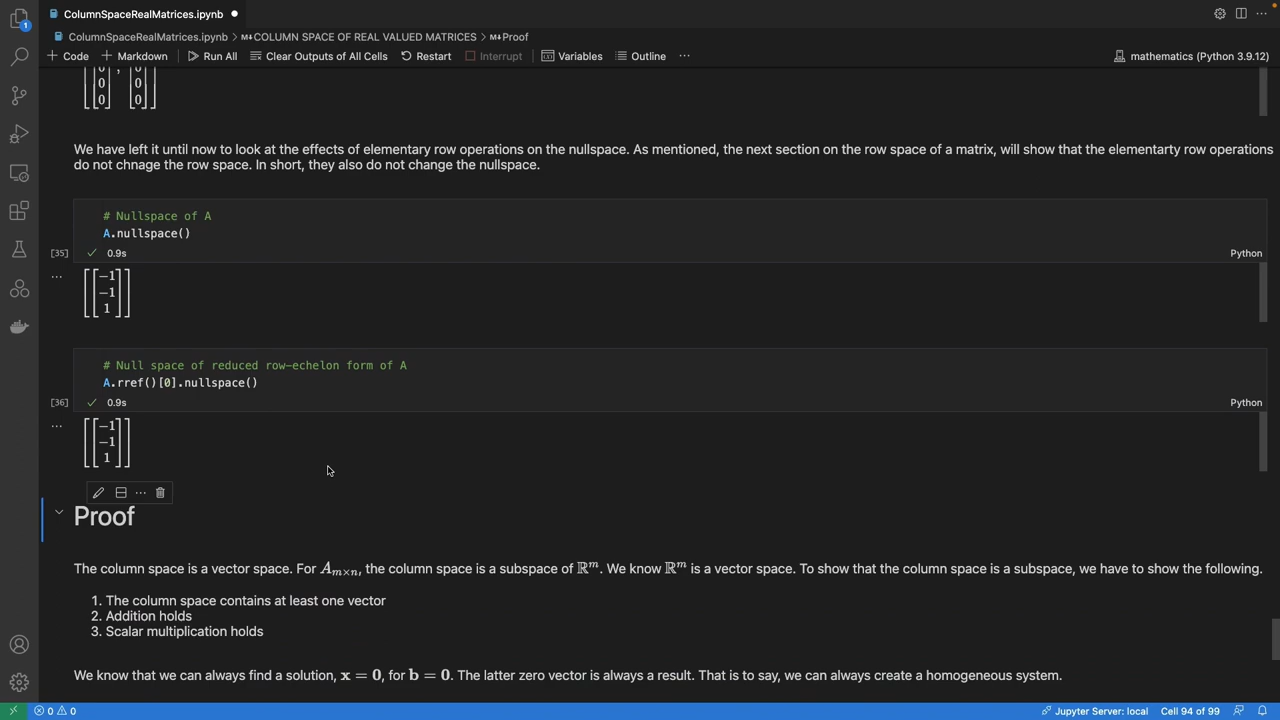 ColumnSpaceRealMatrices.ipynb
ColumnSpaceRealMatrices.ipynb > M↓COLUMN SPACE OF REAL VALUED MATRICES > M↓Proof
+ Code + Markdown Run All Clear Outputs of All Cells Restart Interrupt Variables Outline ... mathematics (Python 3.9.12)
1
0 , 0
0 0
0 0
We have left it until now to look at the effects of elementary row operations on the nullspace. As mentioned, the next section on the row space of a matrix, will show that the elementarty row operations
do not chnage the row space. In short, they also do not change the nullspace.
# Nullspace of A
A.nullspace()
[35] ✓ 0.9s Python
... [[−1
−1
1]]
# Null space of reduced row-echelon form of A
A.rref()[0].nullspace()
[36] ✓ 0.9s Python
... [[−1
−1
1]]
...
Proof
The column space is a vector space. For A_{m×n}, the column space is a subspace of ℝ^m. We know ℝ^m is a vector space. To show that the column space is a subspace, we have to show the following.
1. The column space contains at least one vector
2. Addition holds
3. Scalar multiplication holds
We know that we can always find a solution, x = 0, for b = 0. The latter zero vector is always a result. That is to say, we can always create a homogeneous system.
0 0 Jupyter Server: local Cell 94 of 99